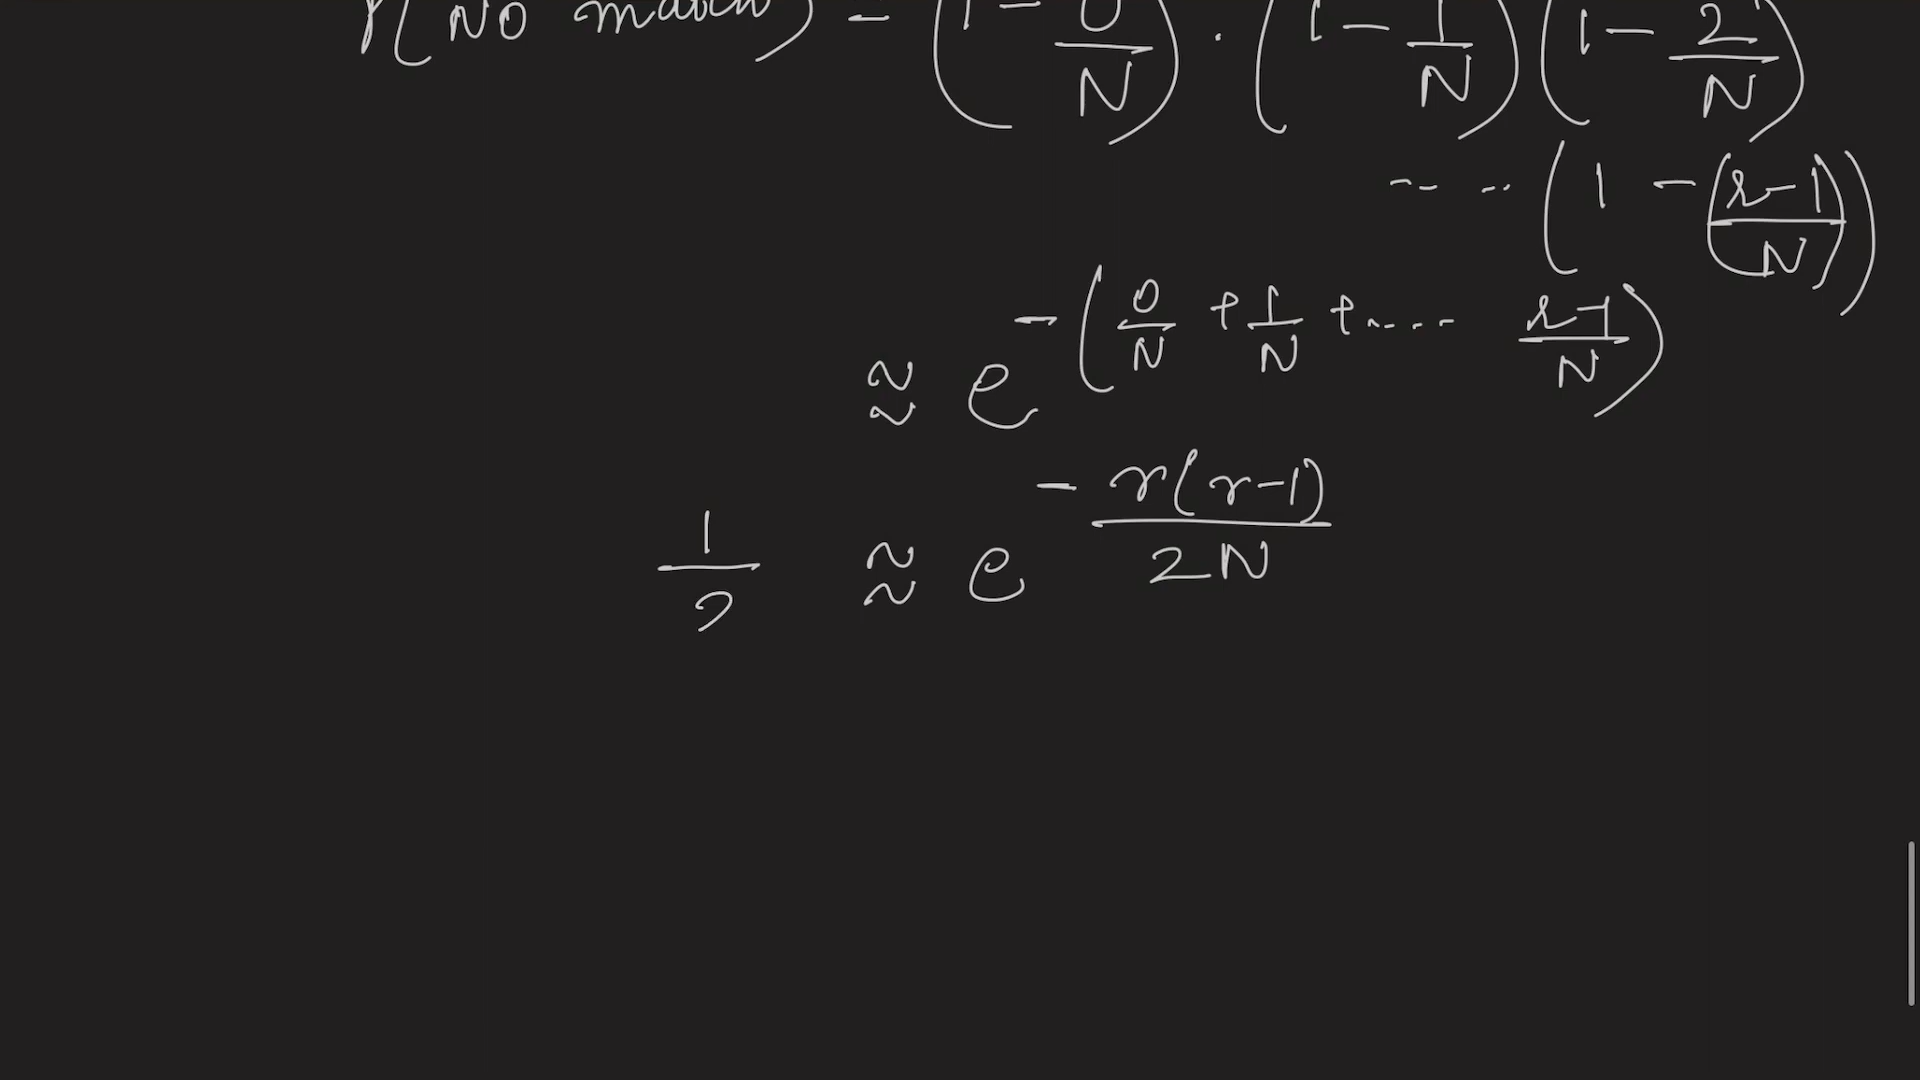 P(No match) = (1 - 0/N) · (1 - 1/N) (1 - 2/N)
---- (1 - (r-1)/N)
≈ e^-(0/N + 1/N + .... r-1/N)
1/2 ≈ e^- r(r-1)/2N